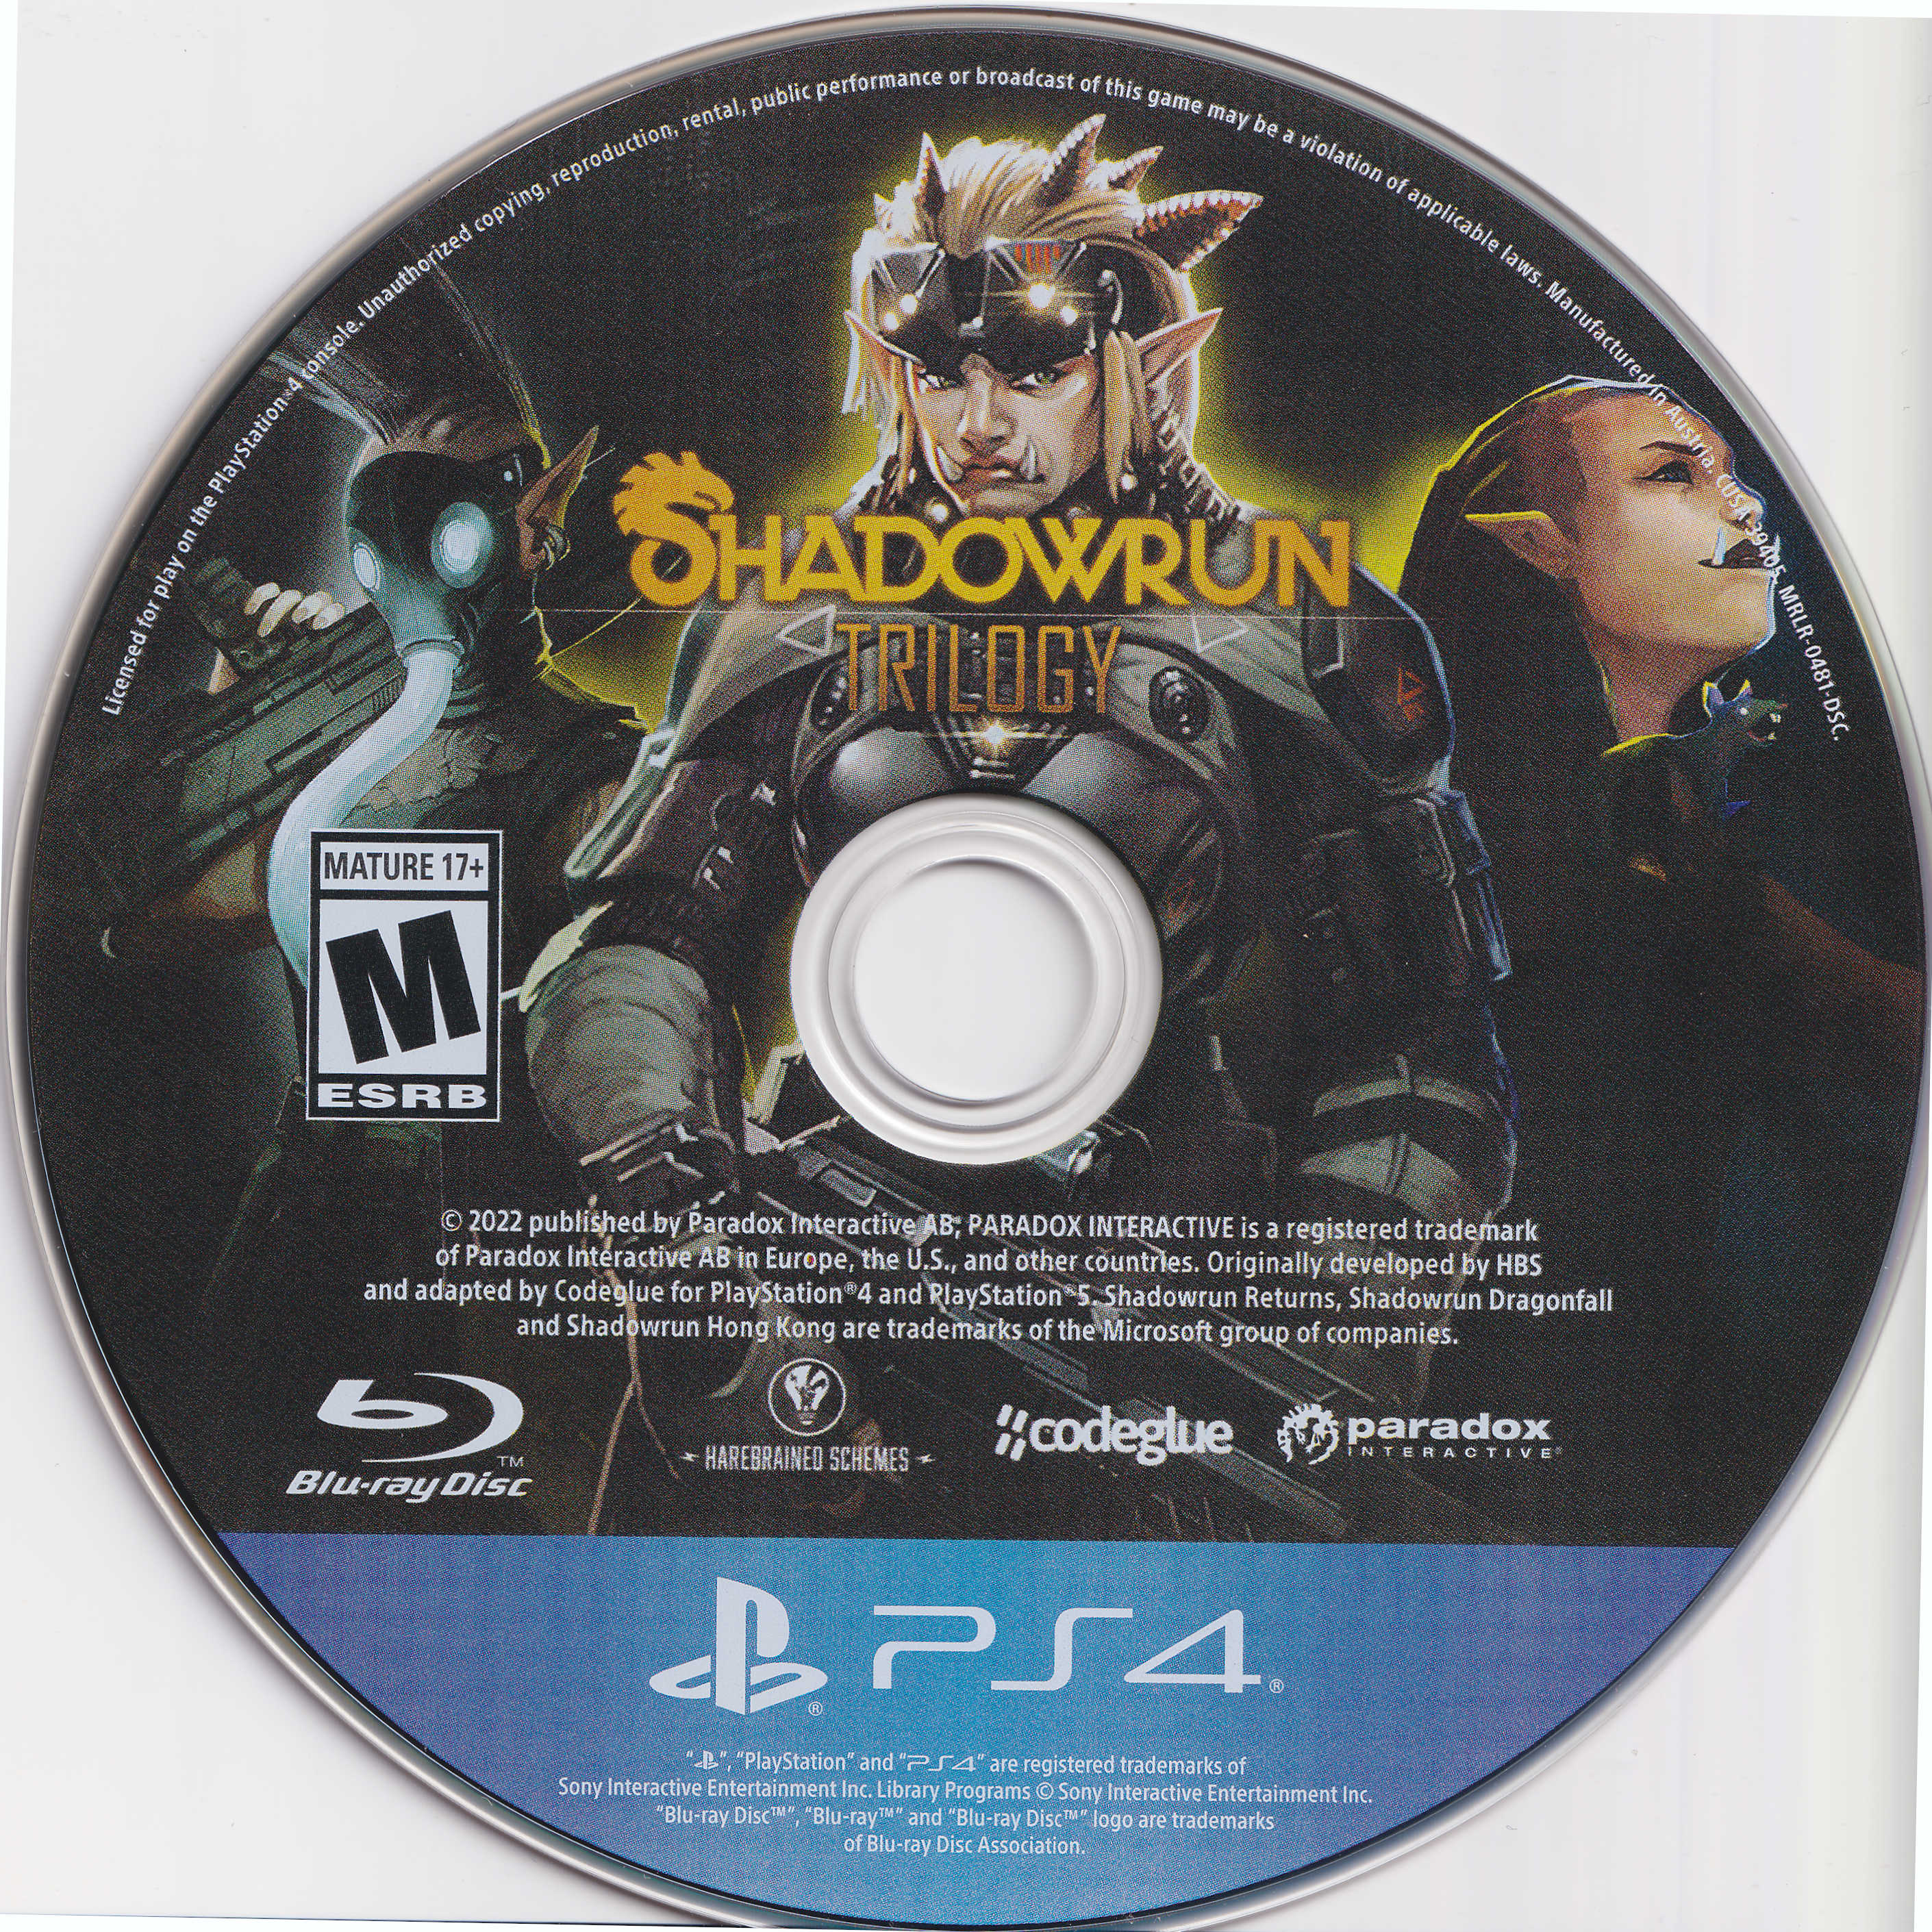 Licensed for play on the PlayStation®4 console. Unauthorized copying, reproduction, rental, public performance or broadcast of this game may be a violation of applicable laws. Manufactured in Austria. MRLR-0481-DSC.
SHADOWRUN
TRILOGY
MATURE 17+
M
ESRB
© 2022 published by Paradox Interactive AB; PARADOX INTERACTIVE is a registered trademark
of Paradox Interactive AB in Europe, the U.S., and other countries. Originally developed by HBS
and adapted by Codeglue for PlayStation®4 and PlayStation®5. Shadowrun Returns, Shadowrun Dragonfall
and Shadowrun Hong Kong are trademarks of the Microsoft group of companies.
TM
Blu-ray Disc
HAREBRAINED SCHEMES
codeglue
paradox
INTERACTIVE®
PS4®
“ ”, “PlayStation” and “PS4” are registered trademarks of
Sony Interactive Entertainment Inc. Library Programs © Sony Interactive Entertainment Inc.
“Blu-ray Disc™”, “Blu-ray™” and “Blu-ray Disc™” logo are trademarks
of Blu-ray Disc Association.